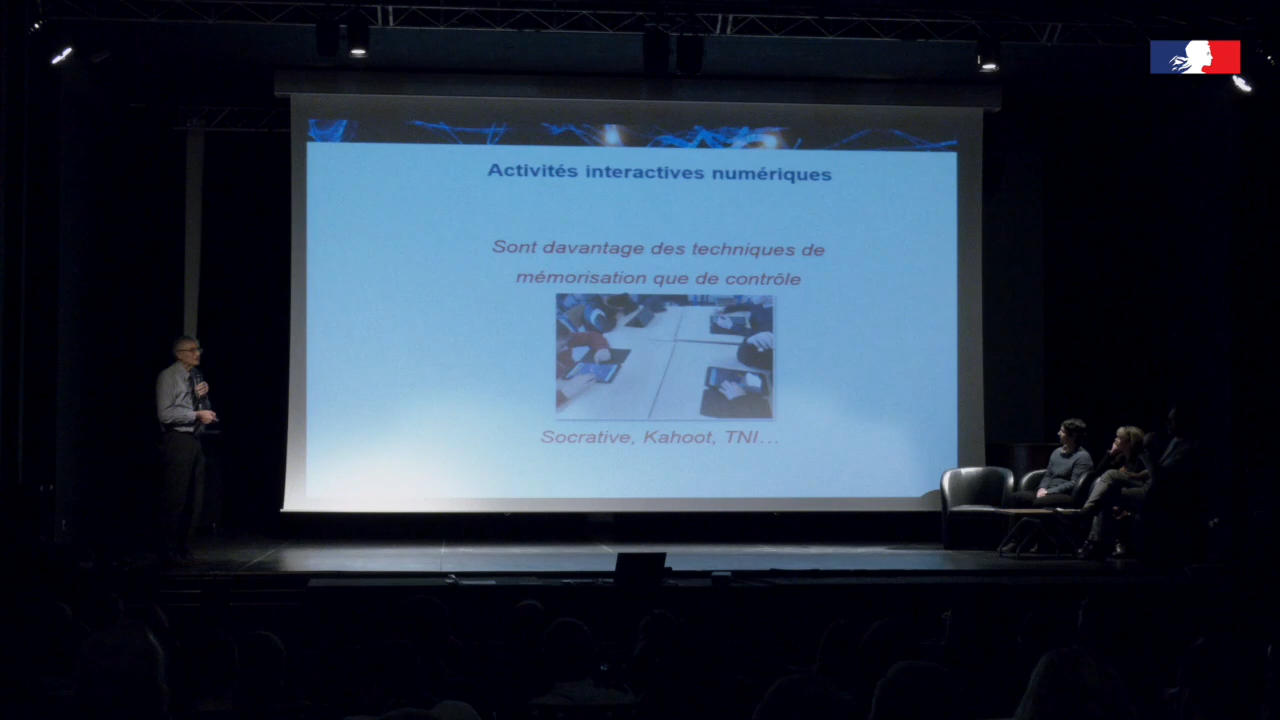 Activités interactives numériques
Sont davantage des techniques de
mémorisation que de contrôle
Socrative, Kahoot, TNI…